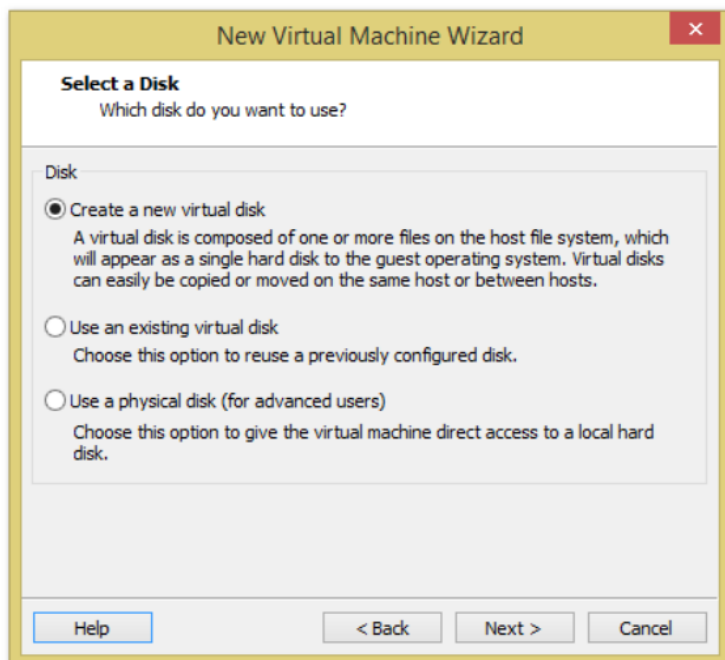 New Virtual Machine Wizard
Select a Disk
Which disk do you want to use?
Disk
Create a new virtual disk
A virtual disk is composed of one or more files on the host file system, which
will appear as a single hard disk to the guest operating system. Virtual disks
can easily be copied or moved on the same host or between hosts.
Use an existing virtual disk
Choose this option to reuse a previously configured disk.
Use a physical disk (for advanced users)
Choose this option to give the virtual machine direct access to a local hard
disk.
Help < Back Next > Cancel